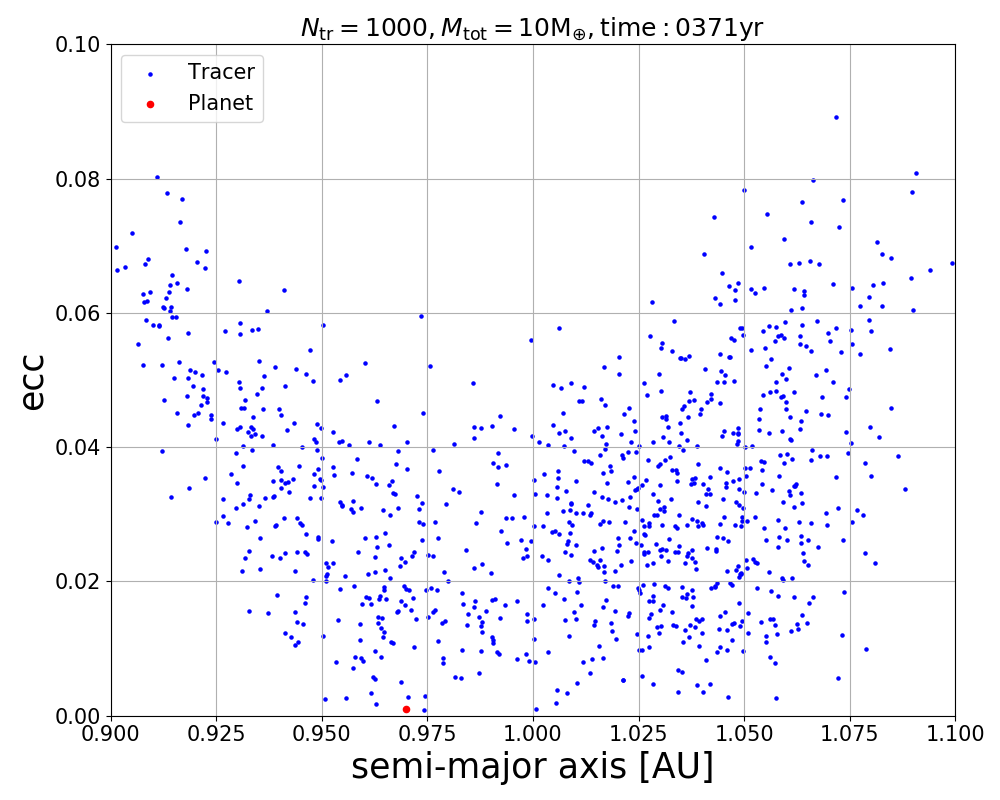 N_tr = 1000, M_tot = 10M_⊕, time : 0371yr
Tracer
Planet
ecc
0.10
0.08
0.06
0.04
0.02
0.00
0.900 0.925 0.950 0.975 1.000 1.025 1.050 1.075 1.100
semi-major axis [AU]